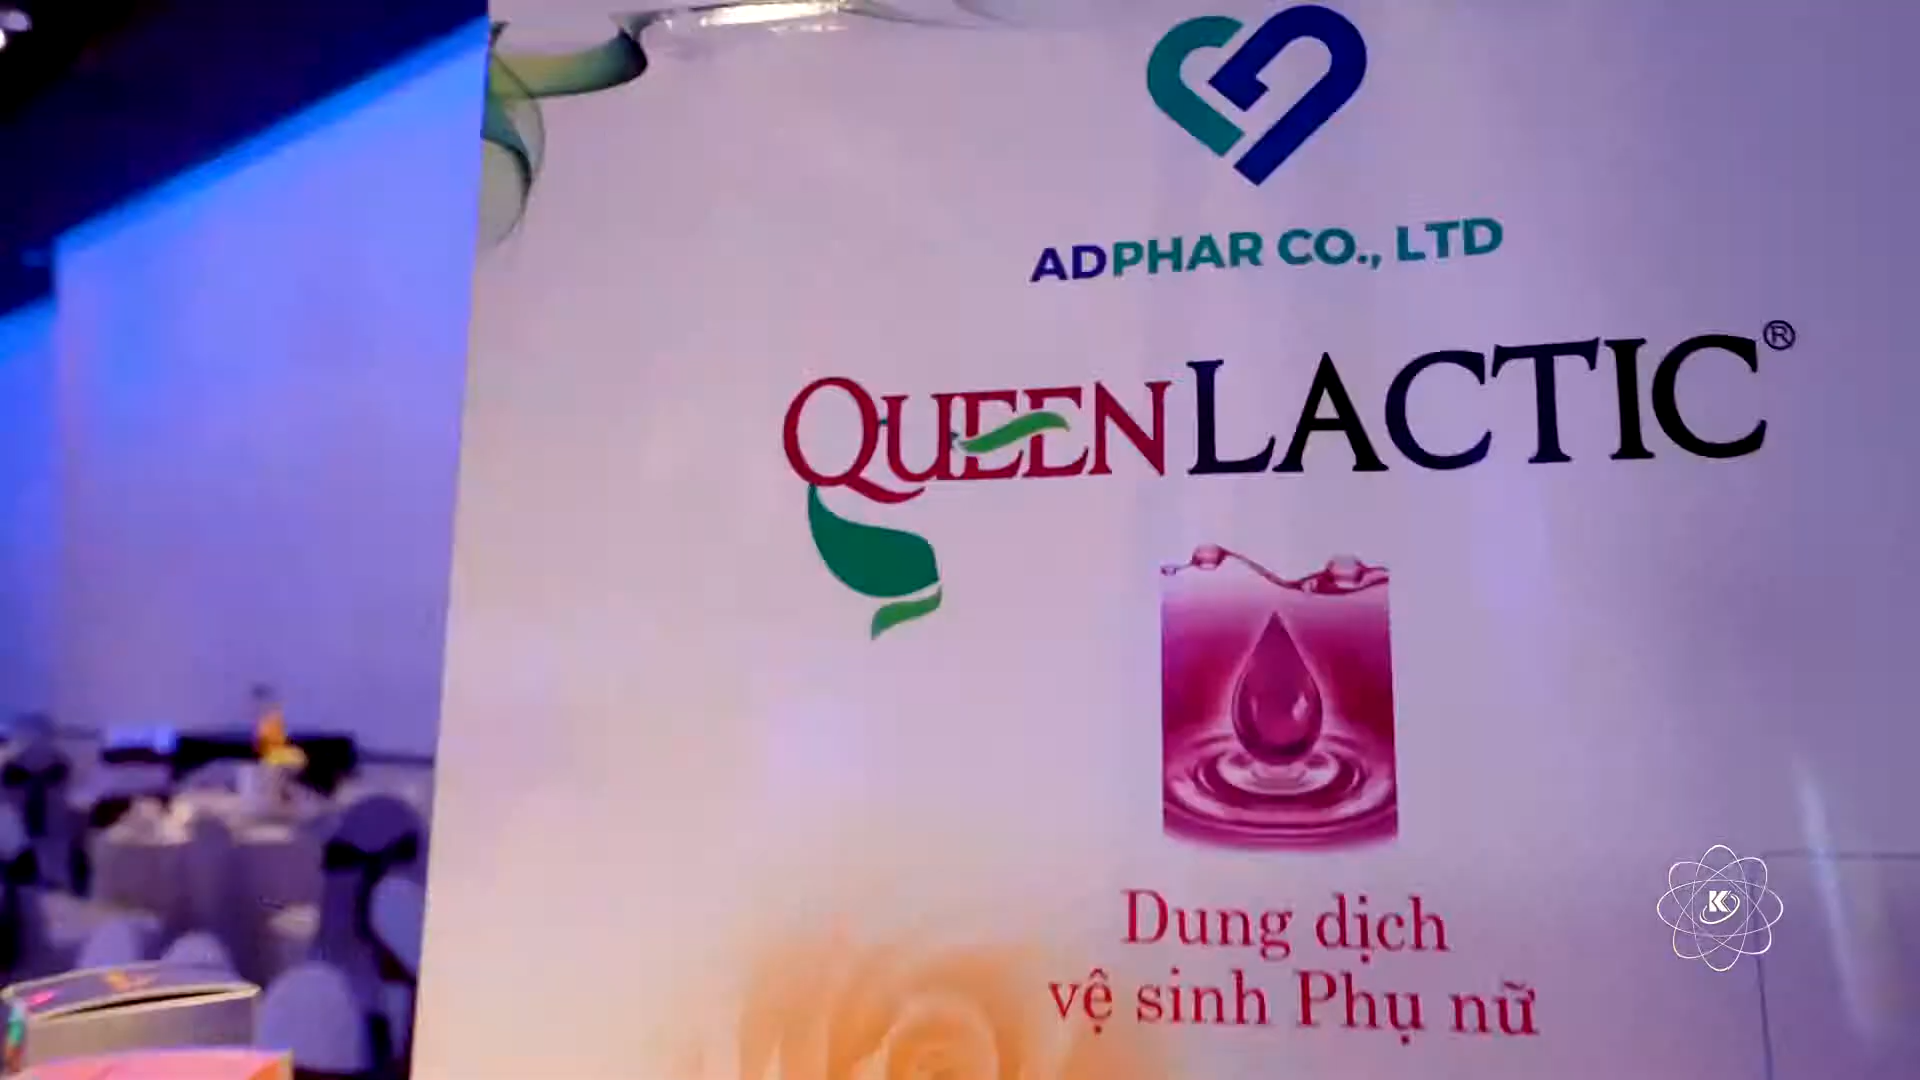 ADPHAR CO., LTD
QUEENLACTIC®
Dung dịch
vệ sinh Phụ nữ
K